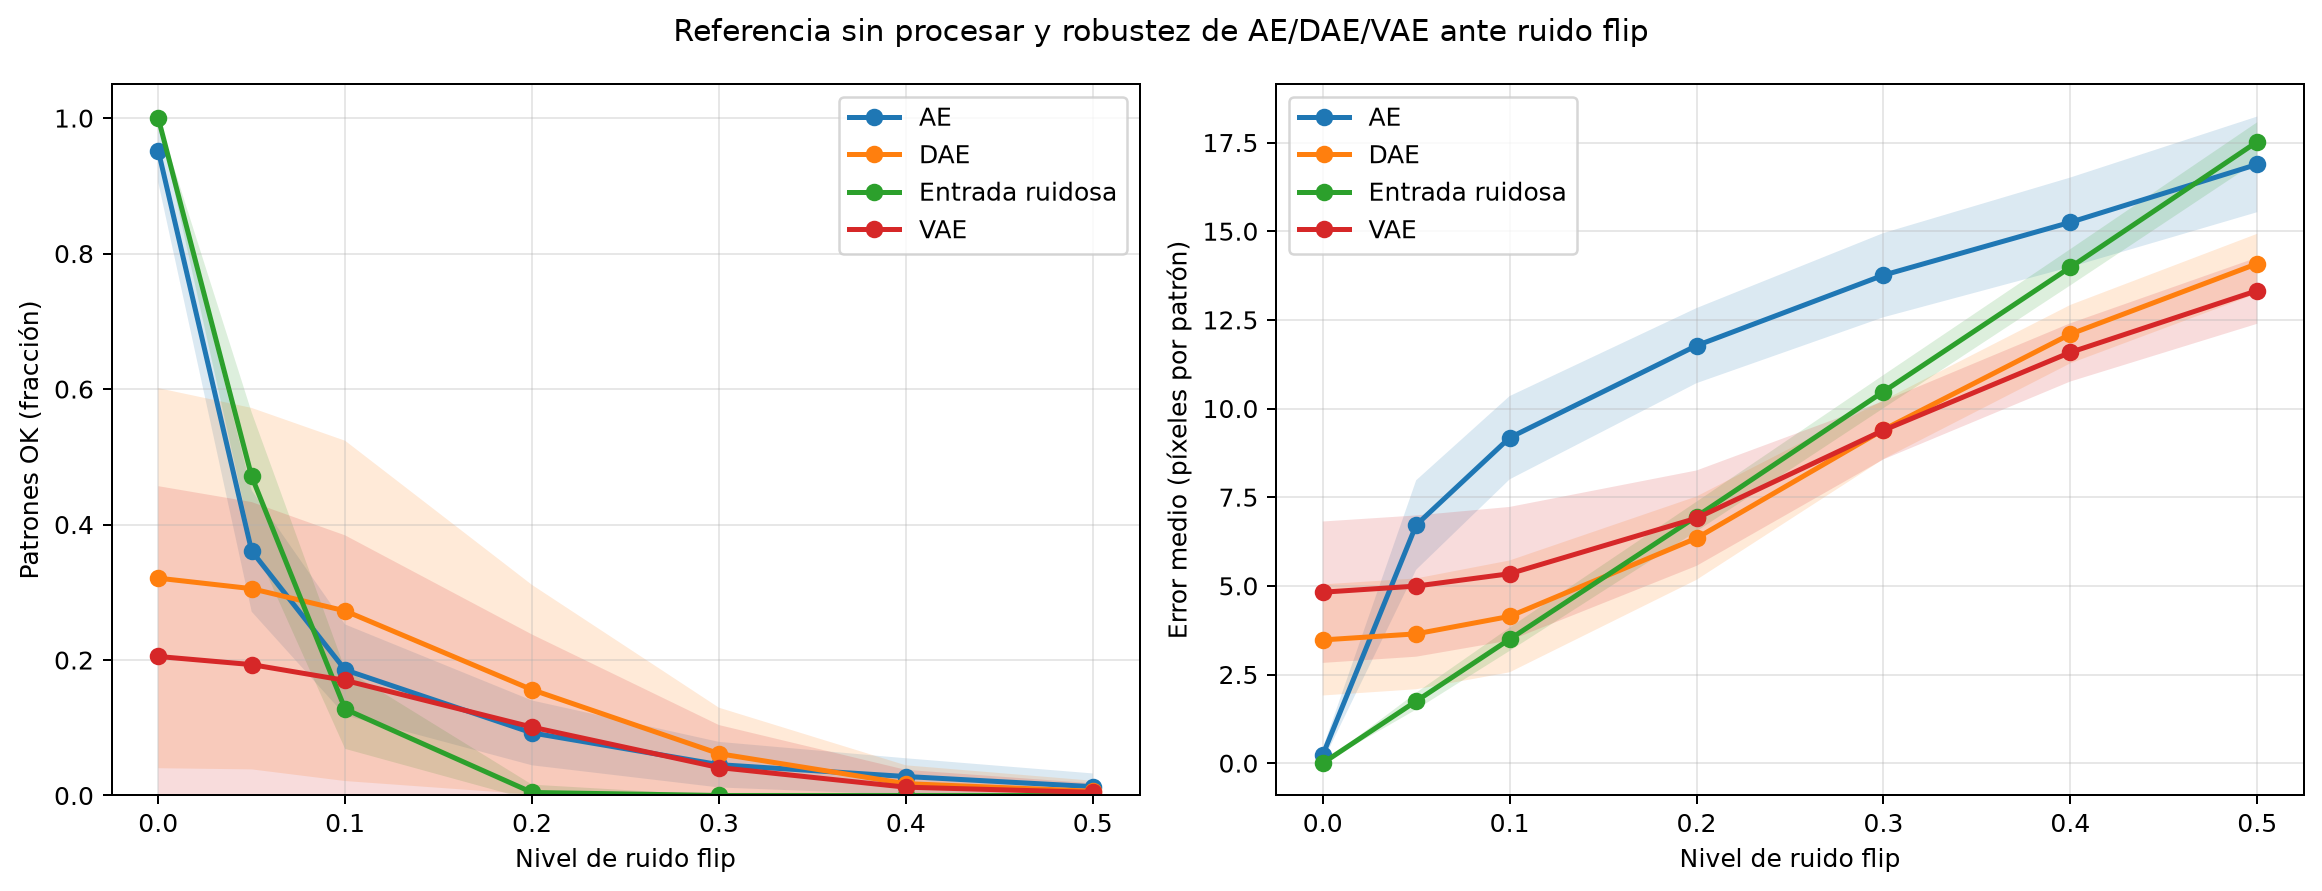 Referencia sin procesar y robustez de AE/DAE/VAE ante ruido flip
Patrones OK (fracción)
1.0
0.8
0.6
0.4
0.2
0.0
AE
DAE
Entrada ruidosa
VAE
0.0 0.1 0.2 0.3 0.4 0.5
Nivel de ruido flip
Error medio (píxeles por patrón)
17.5
15.0
12.5
10.0
7.5
5.0
2.5
0.0
AE
DAE
Entrada ruidosa
VAE
0.0 0.1 0.2 0.3 0.4 0.5
Nivel de ruido flip